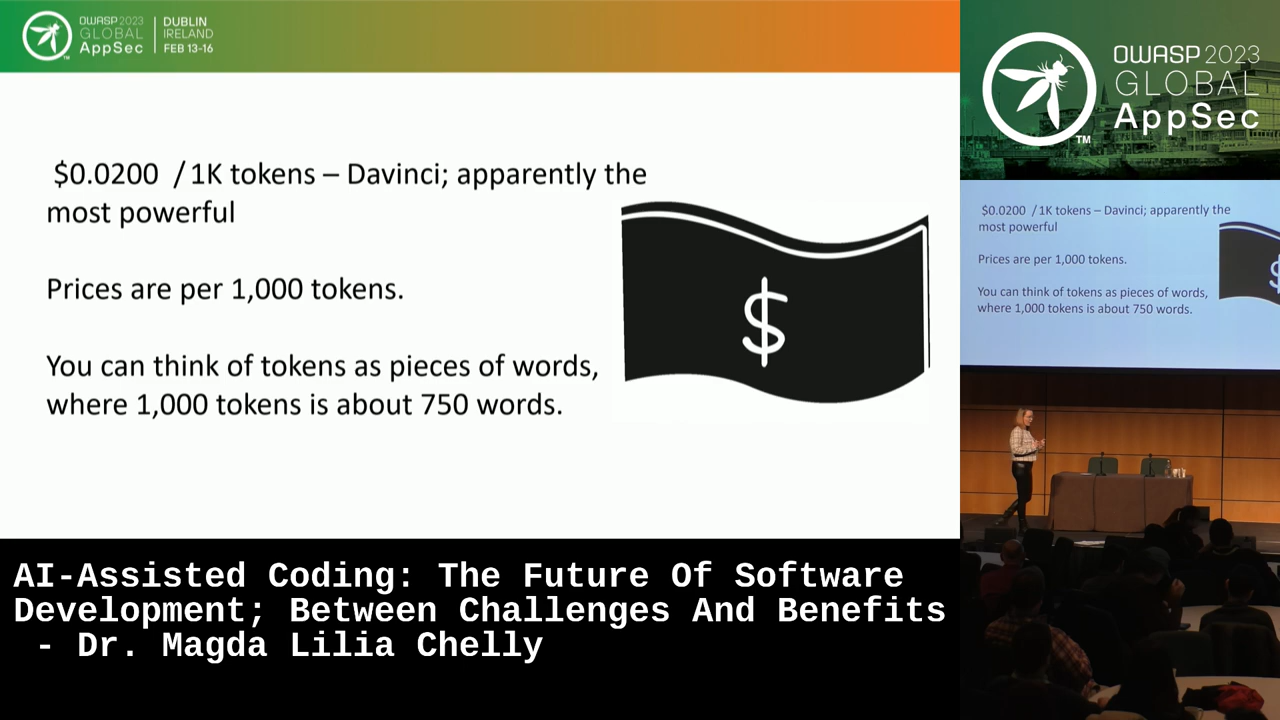 OWASP 2023
GLOBAL
AppSec
DUBLIN
IRELAND
FEB 13-16
TM
$0.0200 / 1K tokens – Davinci; apparently the
most powerful
Prices are per 1,000 tokens.
You can think of tokens as pieces of words,
where 1,000 tokens is about 750 words.
$
OWASP 2023
GLOBAL
AppSec
TM
$0.0200 / 1K tokens – Davinci; apparently the
most powerful
Prices are per 1,000 tokens.
You can think of tokens as pieces of words,
where 1,000 tokens is about 750 words.
$
AI-Assisted Coding: The Future Of Software
Development; Between Challenges And Benefits
- Dr. Magda Lilia Chelly